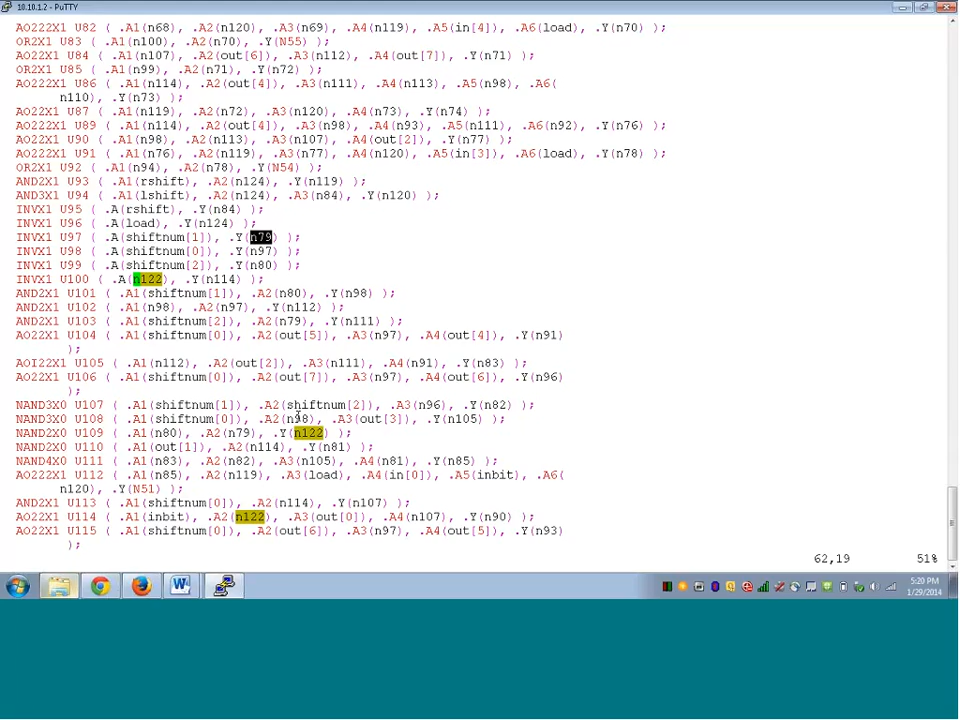 10.10.1.2 - PuTTY
AO222X1 U82 ( .A1(n68), .A2(n120), .A3(n69), .A4(n119), .A5(in[4]), .A6(load), .Y(n70) );
OR2X1 U83 ( .A1(n100), .A2(n70), .Y(N55) );
AO22X1 U84 ( .A1(n107), .A2(out[6]), .A3(n112), .A4(out[7]), .Y(n71) );
OR2X1 U85 ( .A1(n99), .A2(n71), .Y(n72) );
AO222X1 U86 ( .A1(n114), .A2(out[4]), .A3(n111), .A4(n113), .A5(n98), .A6(
n110), .Y(n73) );
AO22X1 U87 ( .A1(n119), .A2(n72), .A3(n120), .A4(n73), .Y(n74) );
AO222X1 U89 ( .A1(n114), .A2(out[4]), .A3(n98), .A4(n93), .A5(n111), .A6(n92), .Y(n76) );
AO22X1 U90 ( .A1(n98), .A2(n113), .A3(n107), .A4(out[2]), .Y(n77) );
AO222X1 U91 ( .A1(n76), .A2(n119), .A3(n77), .A4(n120), .A5(in[3]), .A6(load), .Y(n78) );
OR2X1 U92 ( .A1(n94), .A2(n78), .Y(N54) );
AND2X1 U93 ( .A1(rshift), .A2(n124), .Y(n119) );
AND3X1 U94 ( .A1(lshift), .A2(n124), .A3(n84), .Y(n120) );
INVX1 U95 ( .A(rshift), .Y(n84) );
INVX1 U96 ( .A(load), .Y(n124) );
INVX1 U97 ( .A(shiftnum[1]), .Y(n79) );
INVX1 U98 ( .A(shiftnum[0]), .Y(n97) );
INVX1 U99 ( .A(shiftnum[2]), .Y(n80) );
INVX1 U100 ( .A(n122), .Y(n114) );
AND2X1 U101 ( .A1(shiftnum[1]), .A2(n80), .Y(n98) );
AND2X1 U102 ( .A1(n98), .A2(n97), .Y(n112) );
AND2X1 U103 ( .A1(shiftnum[2]), .A2(n79), .Y(n111) );
AO22X1 U104 ( .A1(shiftnum[0]), .A2(out[5]), .A3(n97), .A4(out[4]), .Y(n91)
);
AOI22X1 U105 ( .A1(n112), .A2(out[2]), .A3(n111), .A4(n91), .Y(n83) );
AO22X1 U106 ( .A1(shiftnum[0]), .A2(out[7]), .A3(n97), .A4(out[6]), .Y(n96)
);
NAND3X0 U107 ( .A1(shiftnum[1]), .A2(shiftnum[2]), .A3(n96), .Y(n82) );
NAND3X0 U108 ( .A1(shiftnum[0]), .A2(n98), .A3(out[3]), .Y(n105) );
NAND2X0 U109 ( .A1(n80), .A2(n79), .Y(n122) );
NAND2X0 U110 ( .A1(out[1]), .A2(n114), .Y(n81) );
NAND4X0 U111 ( .A1(n83), .A2(n82), .A3(n105), .A4(n81), .Y(n85) );
AO222X1 U112 ( .A1(n85), .A2(n119), .A3(load), .A4(in[0]), .A5(inbit), .A6(
n120), .Y(N51) );
AND2X1 U113 ( .A1(shiftnum[0]), .A2(n114), .Y(n107) );
AO22X1 U114 ( .A1(inbit), .A2(n122), .A3(out[0]), .A4(n107), .Y(n90) );
AO22X1 U115 ( .A1(shiftnum[0]), .A2(out[6]), .A3(n97), .A4(out[5]), .Y(n93)
);
62,19 51%
5:20 PM
1/29/2014